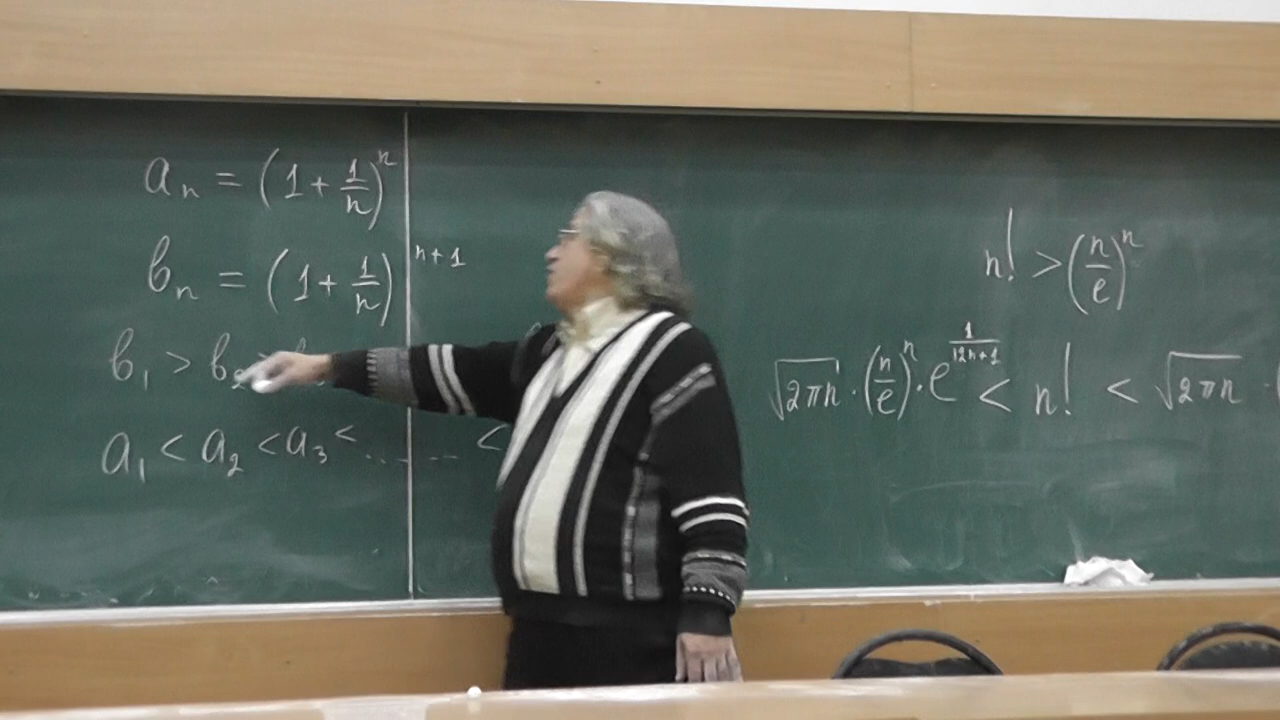 aₙ = (1 + 1/n)ⁿ
bₙ = (1 + 1/n)ⁿ⁺¹
b₁ > b₂ >
a₁ < a₂ < a₃ < ...... <
n! > (n/e)ⁿ
√2πn · (n/e)ⁿ · e^(1/(12n+1)) < n! < √2πn · (